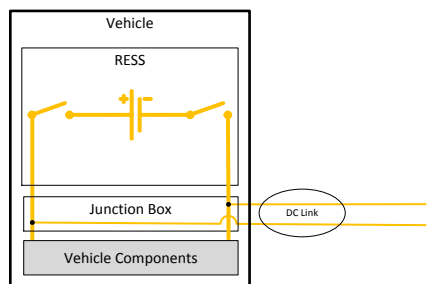 Vehicle
RESS
+ -
Junction Box
DC Link
Vehicle Components